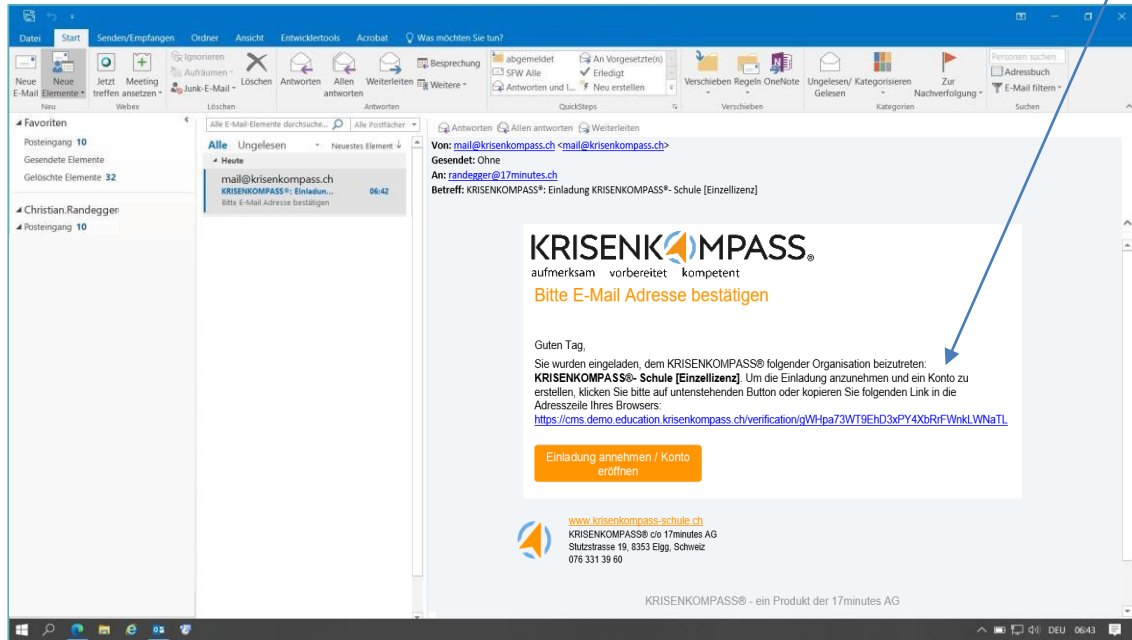 Datei Start Senden/Empfangen Ordner Ansicht Entwicklertools Acrobat Was möchten Sie tun?
Neue E-Mail
Neue Elemente
Neu
Jetzt treffen
Meeting ansetzen
Webex
Ignorieren
Aufräumen
Junk-E-Mail
Löschen
Löschen
Antworten
Allen antworten
Weiterleiten
Besprechung
Weitere
Antworten
abgemeldet
SFW Alle
Antworten und l...
An Vorgesetzte(n)
Erledigt
Neu erstellen
QuickSteps
Verschieben
Regeln
OneNote
Verschieben
Ungelesen/ Gelesen
Kategorisieren
Zur Nachverfolgung
Kategorien
Personen suchen
Adressbuch
E-Mail filtern
Suchen
Favoriten
Posteingang 10
Gesendete Elemente
Gelöschte Elemente 32
Christian.Randegger
Posteingang 10
Alle E-Mail-Elemente durchsuche... Alle Postfächer
Alle Ungelesen Neuestes Element
Heute
mail@krisenkompass.ch
KRISENKOMPASS®: Einladun... 06:42
Bitte E-Mail Adresse bestätigen
Antworten Allen antworten Weiterleiten
Von: mail@krisenkompass.ch <mail@krisenkompass.ch>
Gesendet: Ohne
An: randegger@17minutes.ch
Betreff: KRISENKOMPASS®: Einladung KRISENKOMPASS®- Schule [Einzellizenz]
KRISENKOMPASS®
aufmerksam vorbereitet kompetent
Bitte E-Mail Adresse bestätigen
Guten Tag,
Sie wurden eingeladen, dem KRISENKOMPASS® folgender Organisation beizutreten:
KRISENKOMPASS®- Schule [Einzellizenz]. Um die Einladung anzunehmen und ein Konto zu
erstellen, klicken Sie bitte auf untenstehenden Button oder kopieren Sie folgenden Link in die
Adresszeile Ihres Browsers:
https://cms.demo.education.krisenkompass.ch/verification/gWHpa73WT9EhD3xPY4XbRrFWnkLWNaTL
Einladung annehmen / Konto
eröffnen
www.krisenkompass-schule.ch
KRISENKOMPASS® c/o 17minutes AG
Stutzstrasse 19, 8353 Elgg, Schweiz
076 331 39 60
KRISENKOMPASS® - ein Produkt der 17minutes AG
DEU 06:43